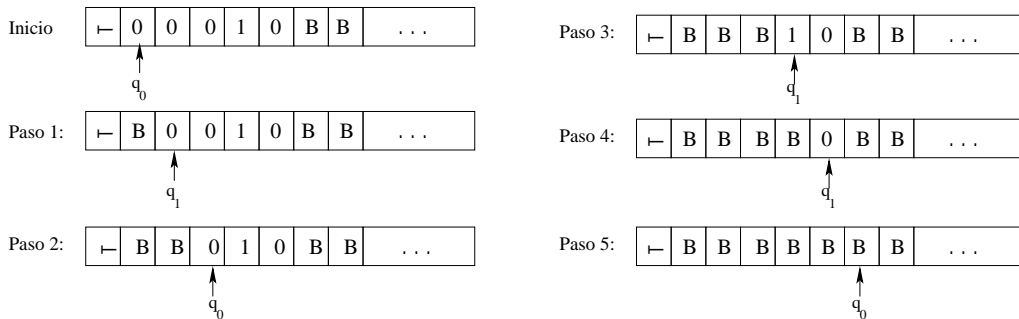 Inicio ⊢ 0 0 0 1 0 B B ...
q0
Paso 1: ⊢ B 0 0 1 0 B B ...
q1
Paso 2: ⊢ B B 0 1 0 B B ...
q0
Paso 3: ⊢ B B B 1 0 B B ...
q1
Paso 4: ⊢ B B B B 0 B B ...
q1
Paso 5: ⊢ B B B B B B B ...
q0